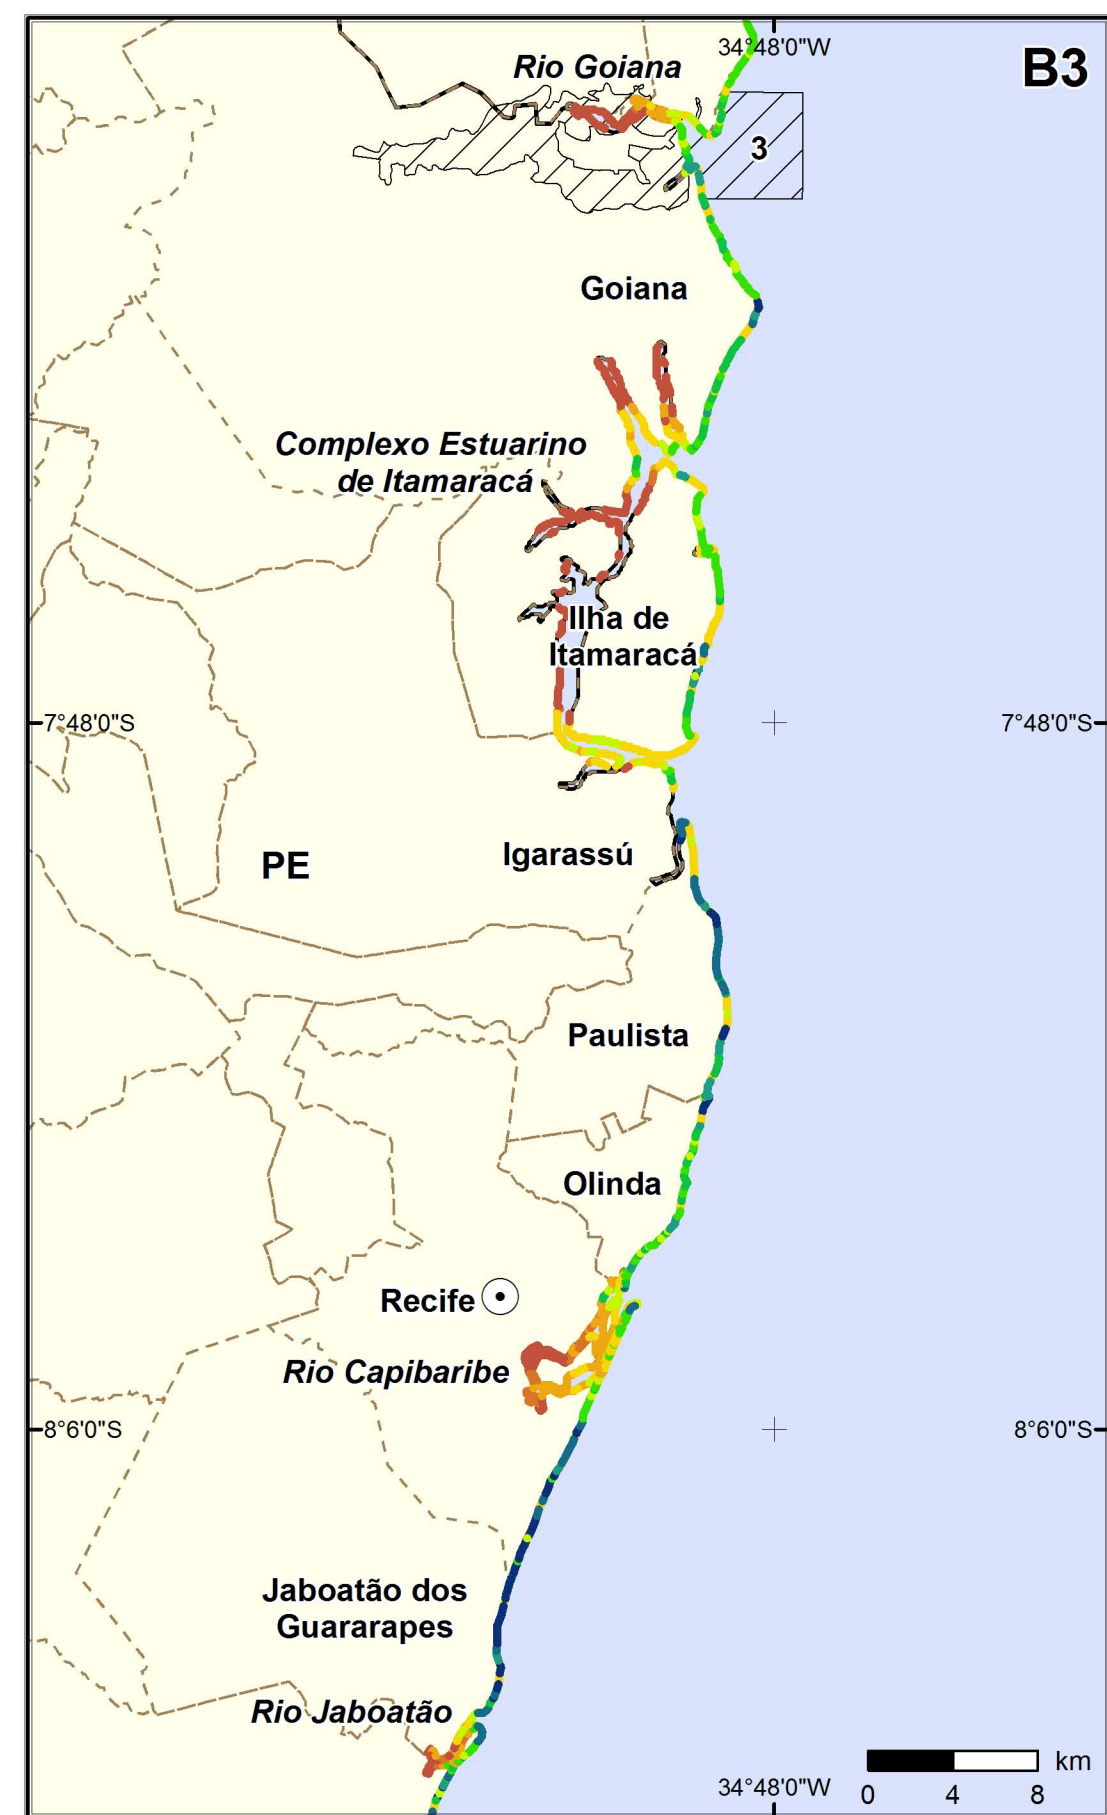 34°48'0"W
B3
Rio Goiana
3
Goiana
Complexo Estuarino
de Itamaracá
Ilha de
Itamaracá
7°48'0"S
7°48'0"S
Igarassú
PE
Paulista
Olinda
Recife
Rio Capibaribe
8°6'0"S
8°6'0"S
Jaboatão dos
Guararapes
Rio Jaboatão
km
0 4 8
34°48'0"W